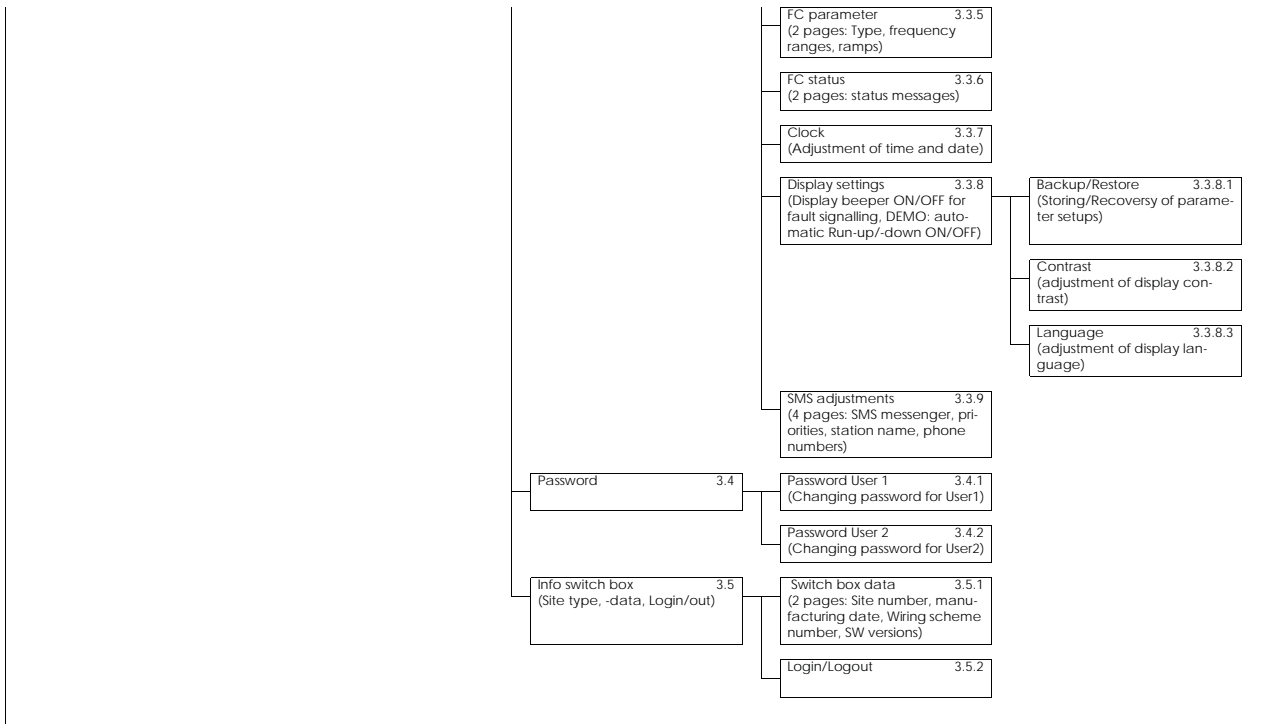 FC parameter 3.3.5
(2 pages: Type, frequency
ranges, ramps)
FC status 3.3.6
(2 pages: status messages)
Clock 3.3.7
(Adjustment of time and date)
Display settings 3.3.8
(Display beeper ON/OFF for
fault signalling, DEMO: auto-
matic Run-up/-down ON/OFF)
Backup/Restore 3.3.8.1
(Storing/Recoversy of parame-
ter setups)
Contrast 3.3.8.2
(adjustment of display con-
trast)
Language 3.3.8.3
(adjustment of display lan-
guage)
SMS adjustments 3.3.9
(4 pages: SMS messenger, pri-
orities, station name, phone
numbers)
Password 3.4
Password User 1 3.4.1
(Changing password for User1)
Password User 2 3.4.2
(Changing password for User2)
Info switch box 3.5
(Site type, -data, Login/out)
Switch box data 3.5.1
(2 pages: Site number, manu-
facturing date, Wiring scheme
number, SW versions)
Login/Logout 3.5.2